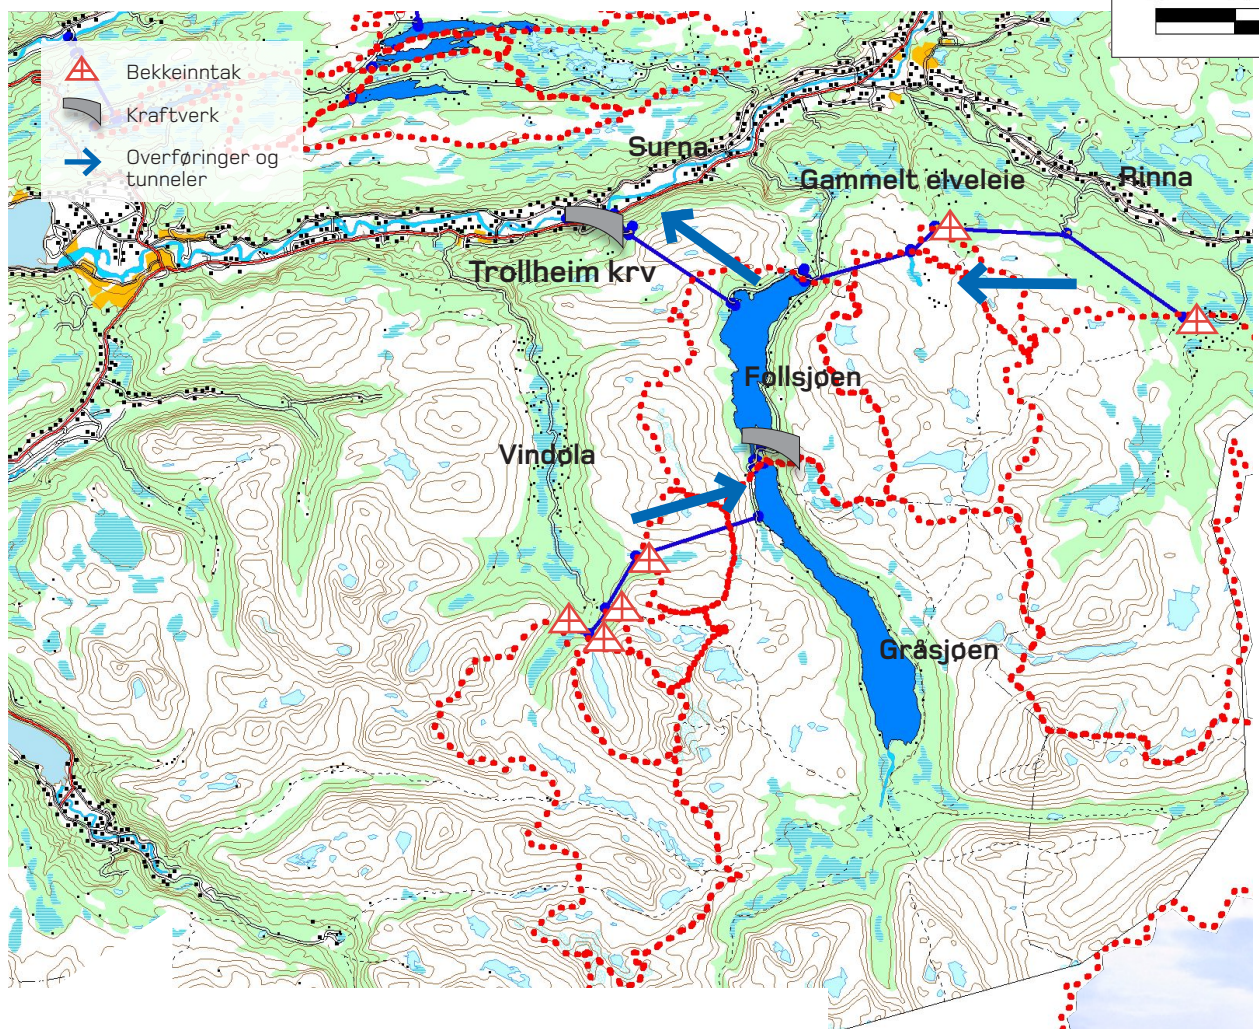 Bekkeinntak
Kraftverk
Overføringer og
tunneler
Surna
Gammelt elveleie
Rinna
Trollheim krv
Follsjøen
Vindøla
Gråsjøen